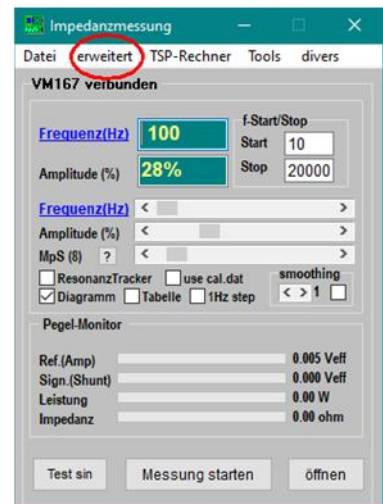 Impedanzmessung
Datei erweitert TSP-Rechner Tools divers
VM167 verbunden
f-Start/Stop
Frequenz(Hz) 100 Start 10
Amplitude (%) 28% Stop 20000
Frequenz(Hz) < >
Amplitude (%) < >
MpS (8) ? < >
ResonanzTracker use cal.dat smoothing
Diagramm Tabelle 1Hz step < > 1
Pegel-Monitor
Ref.(Amp) 0.005 Veff
Sign.(Shunt) 0.000 Veff
Leistung 0.00 W
Impedanz 0.00 ohm
Test sin Messung starten öffnen